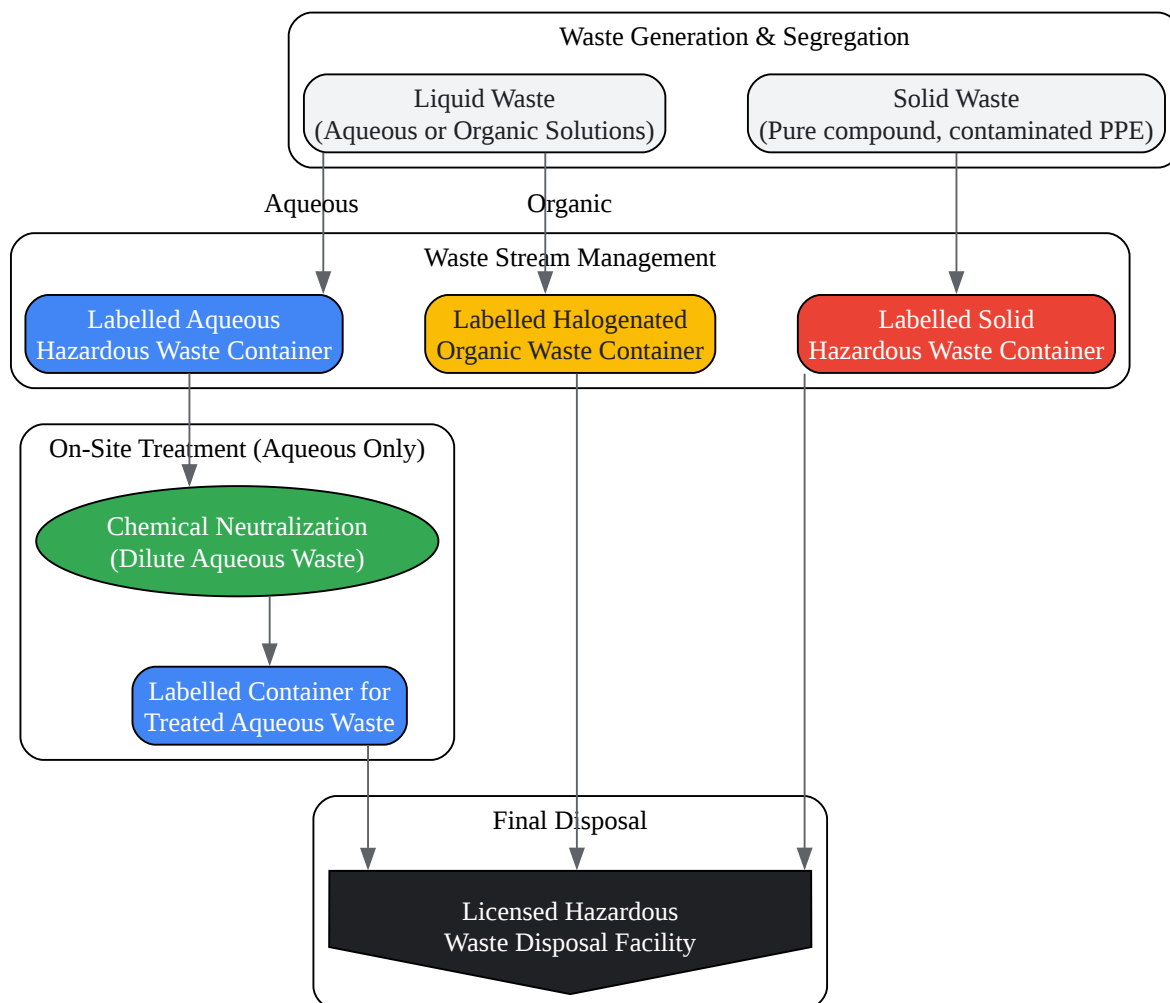 Waste Generation & Segregation
Liquid Waste
(Aqueous or Organic Solutions)
Solid Waste
(Pure compound, contaminated PPE)
Aqueous
Organic
Waste Stream Management
Labelled Aqueous
Hazardous Waste Container
Labelled Halogenated
Organic Waste Container
Labelled Solid
Hazardous Waste Container
On-Site Treatment (Aqueous Only)
Chemical Neutralization
(Dilute Aqueous Waste)
Labelled Container for
Treated Aqueous Waste
Final Disposal
Licensed Hazardous
Waste Disposal Facility